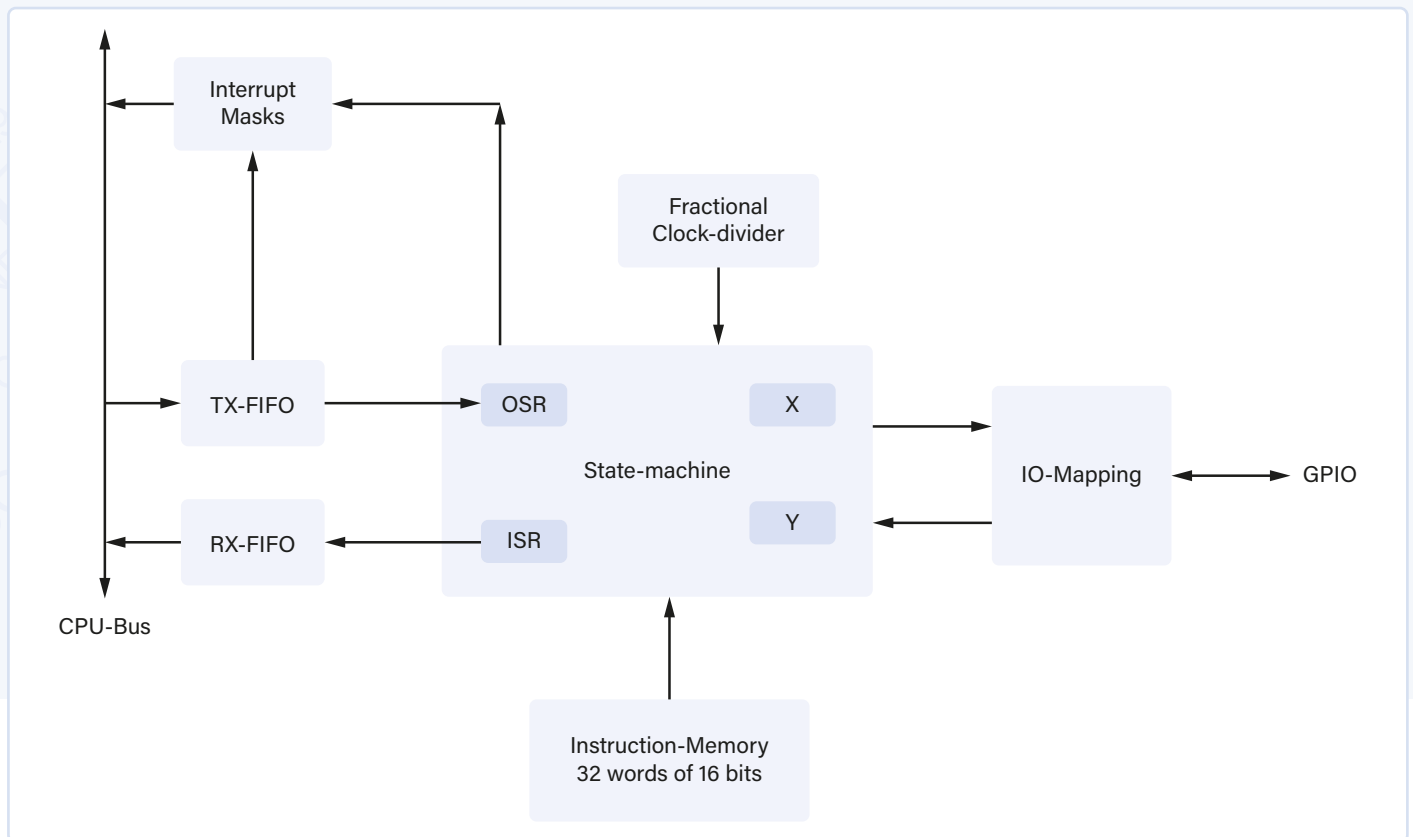 Interrupt
Masks
Fractional
Clock-divider
TX-FIFO
OSR
X
State-machine
IO-Mapping
GPIO
Y
RX-FIFO
ISR
CPU-Bus
Instruction-Memory
32 words of 16 bits